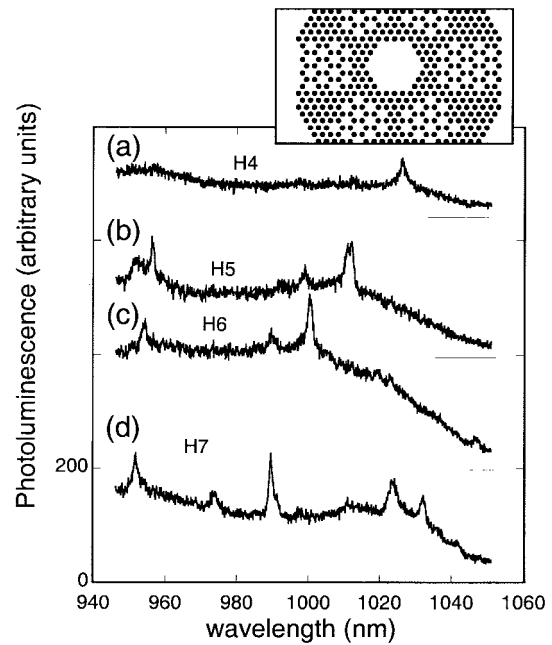 (a)
H4
(b)
H5
(c)
H6
(d)
H7
Photoluminescence (arbitrary units)
200
0
940 960 980 1000 1020 1040 1060
wavelength (nm)